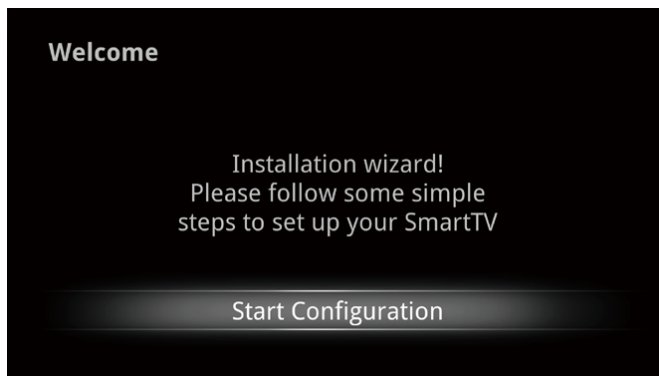 Welcome
Installation wizard!
Please follow some simple
steps to set up your SmartTV
Start Configuration